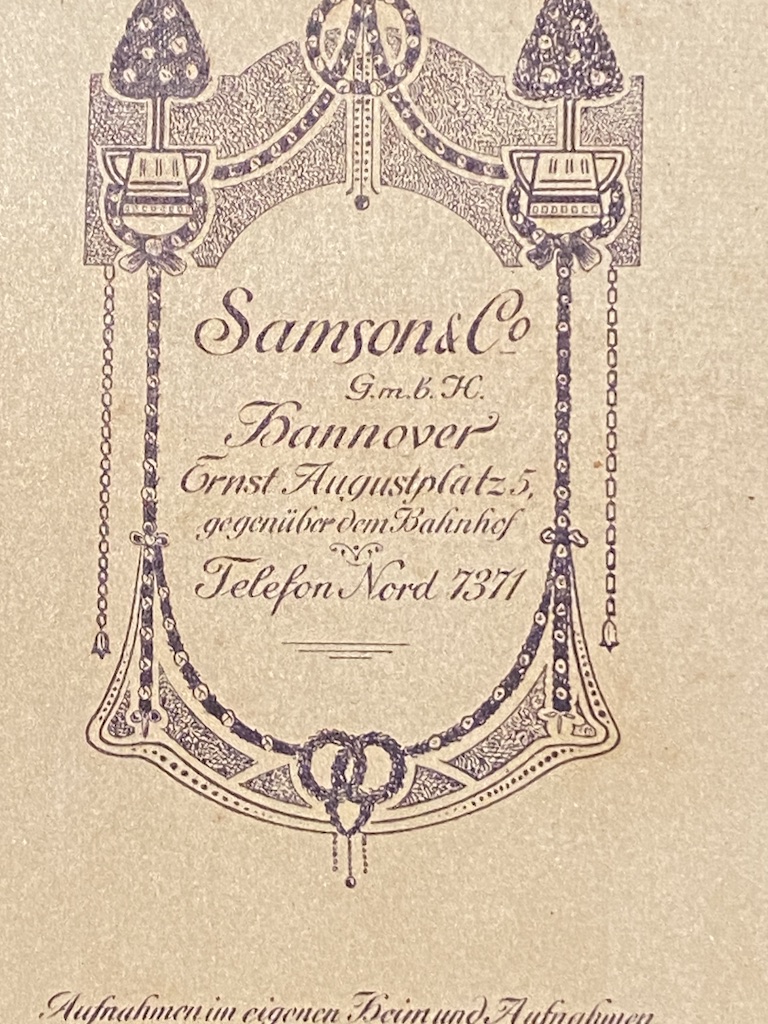 Samson & Co
G.m.b.H.
Hannover
Ernst Augustplatz 5,
gegenüber dem Bahnhof
Telefon Nord 7371
Aufnahmen im eigenen Heim und Aufnahmen